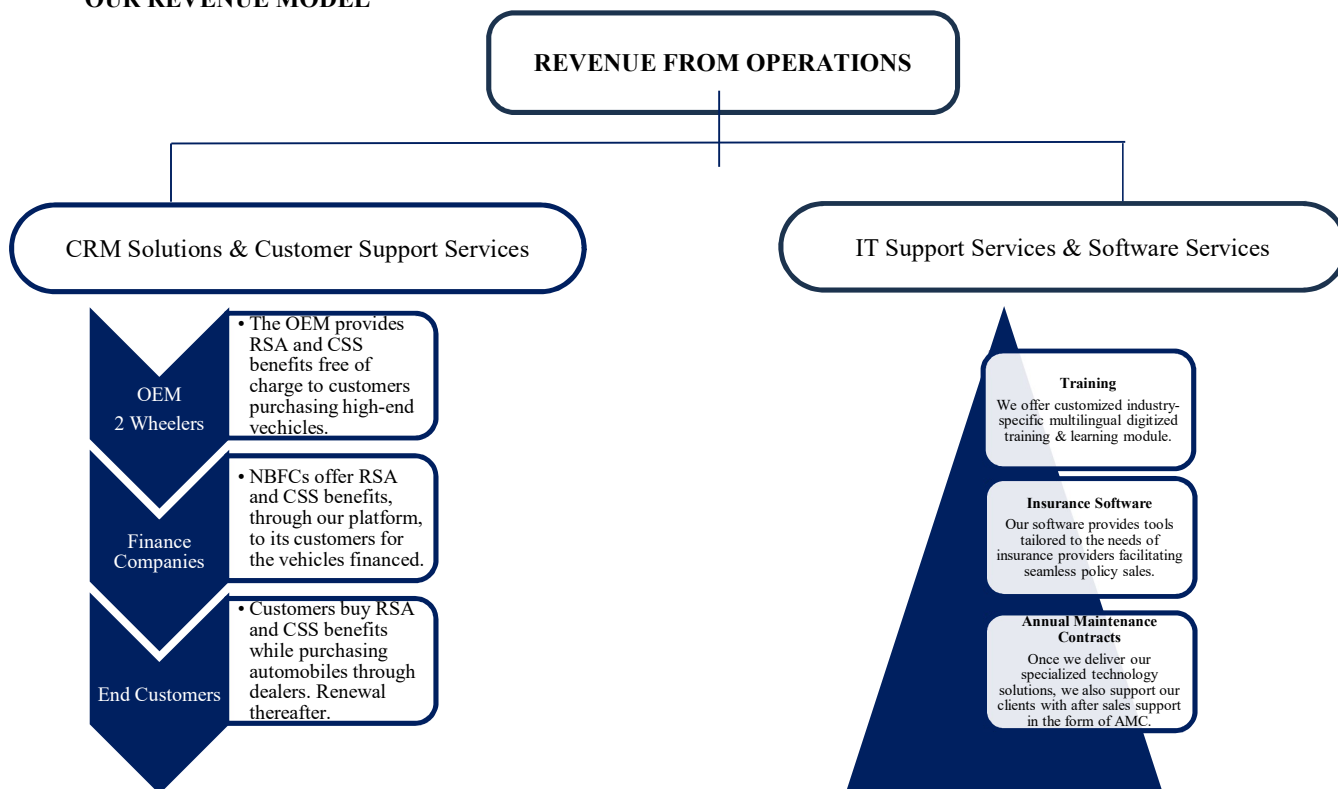 OUR REVENUE MODEL
REVENUE FROM OPERATIONS
CRM Solutions & Customer Support Services
OEM
2 Wheelers
• The OEM provides
RSA and CSS
benefits free of
charge to customers
purchasing high-end
vechicles.
Finance
Companies
• NBFCs offer RSA
and CSS benefits,
through our platform,
to its customers for
the vehicles financed.
End Customers
• Customers buy RSA
and CSS benefits
while purchasing
automobiles through
dealers. Renewal
thereafter.
IT Support Services & Software Services
Training
We offer customized industry-
specific multilingual digitized
training & learning module.
Insurance Software
Our software provides tools
tailored to the needs of
insurance providers facilitating
seamless policy sales.
Annual Maintenance
Contracts
Once we deliver our
specialized technology
solutions, we also support our
clients with after sales support
in the form of AMC.